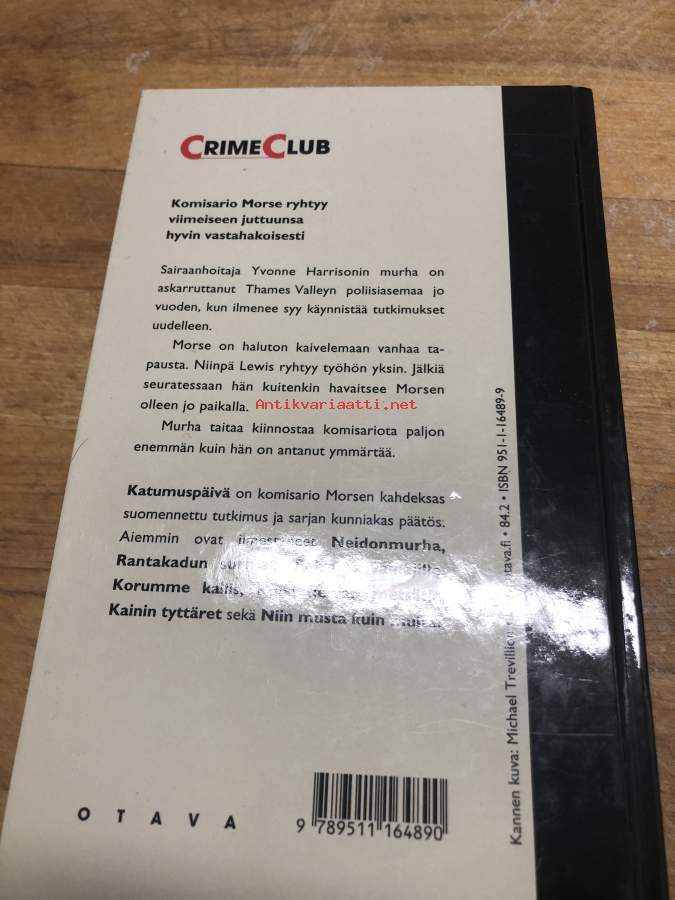 CRIMECLUB
Komisario Morse ryhtyy
viimeiseen juttuunsa
hyvin vastahakoisesti
Sairaanhoitaja Yvonne Harrisonin murha on
askarruttanut Thames Valleyn poliisiasemaa jo
vuoden, kun ilmenee syy käynnistää tutkimukset
uudelleen.
Morse on haluton kaivelemaan vanhaa ta-
pausta. Niinpä Lewis ryhtyy työhön yksin. Jälkiä
seuratessaan hän kuitenkin havaitsee Morsen
olleen jo paikalla.
Antikvariaatti.net
Murha taitaa kiinnostaa komisariota paljon
enemmän kuin hän on antanut ymmärtää.
Katumuspäivä on komisario Morsen kahdeksas
suomennettu tutkimus ja sarjan kunniakas päätös.
Aiemmin ovat ilmestyneet Neidonmurha,
Rantakadun
Korumme kallis,
Kainin tyttäret sekä Niin musta kuin
OTAVA
9 789511 164890
Kannen kuva: Michael Trevillion • 84.2 • ISBN 951-1-16489-9